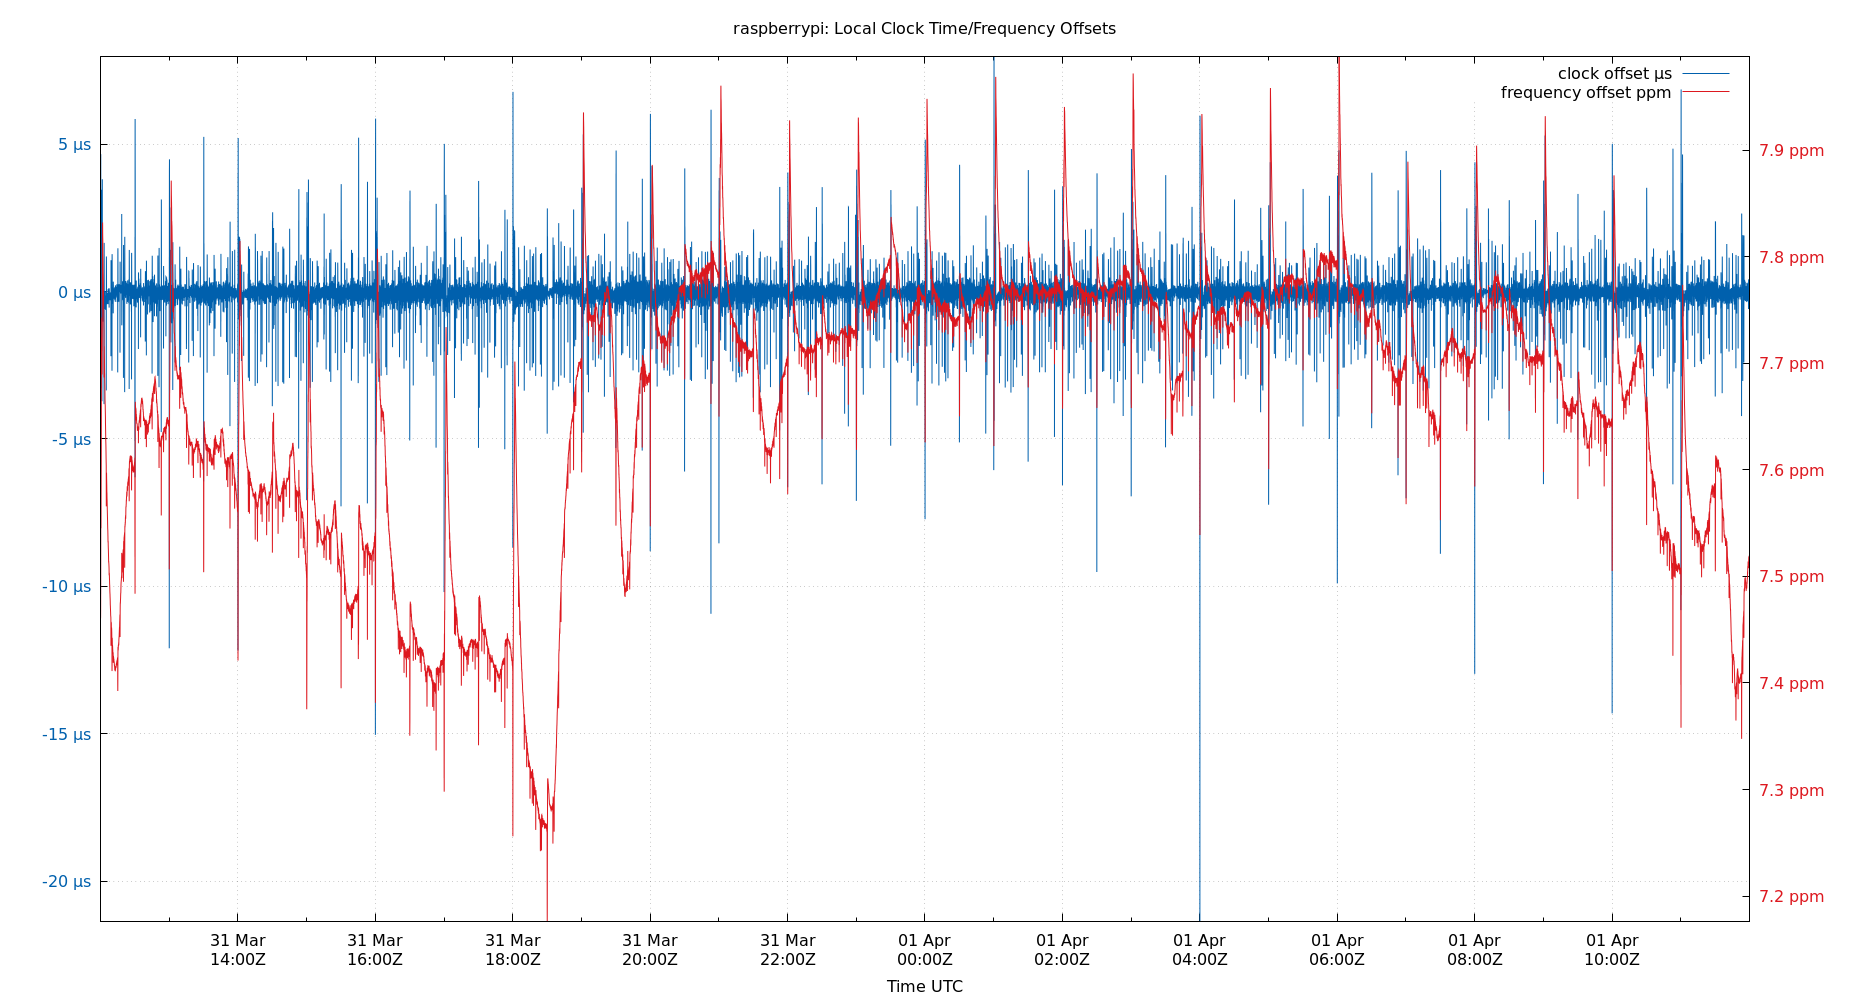 raspberrypi: Local Clock Time/Frequency Offsets
clock offset µs
frequency offset ppm
5 µs
0 µs
-5 µs
-10 µs
-15 µs
-20 µs
7.9 ppm
7.8 ppm
7.7 ppm
7.6 ppm
7.5 ppm
7.4 ppm
7.3 ppm
7.2 ppm
31 Mar
14:00Z
31 Mar
16:00Z
31 Mar
18:00Z
31 Mar
20:00Z
31 Mar
22:00Z
01 Apr
00:00Z
01 Apr
02:00Z
01 Apr
04:00Z
01 Apr
06:00Z
01 Apr
08:00Z
01 Apr
10:00Z
Time UTC